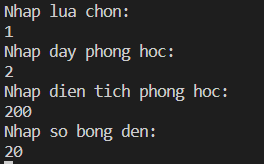 Nhap lua chon:
1
Nhap day phong hoc:
2
Nhap dien tich phong hoc:
200
Nhap so bong den:
20